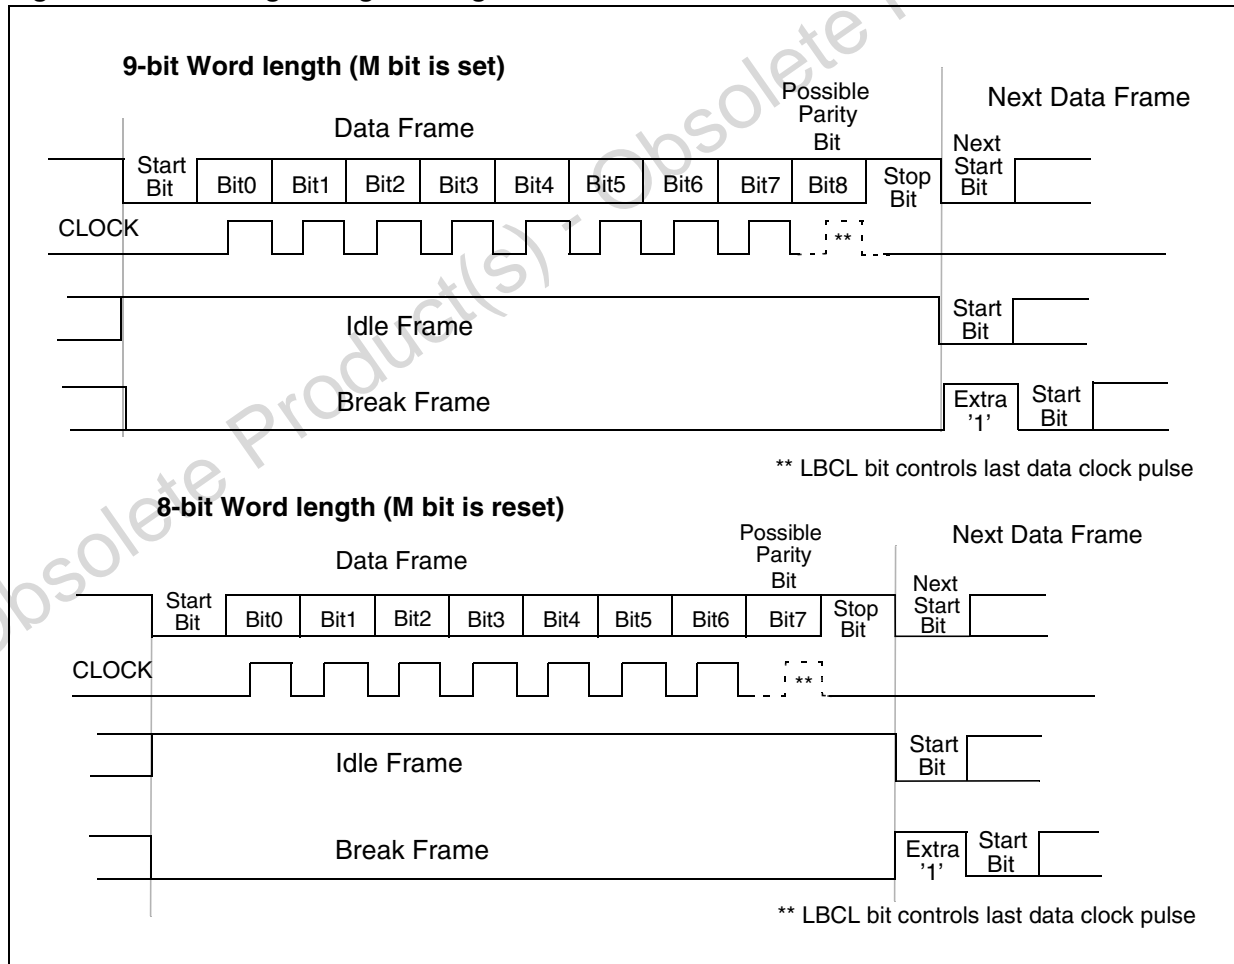 9-bit Word length (M bit is set)
Possible
Parity
Bit
Next Data Frame
Data Frame
Next
Start
Bit
Start
Bit
Bit0 Bit1 Bit2 Bit3 Bit4 Bit5 Bit6 Bit7 Bit8
Stop
Bit
CLOCK
**
Idle Frame
Start
Bit
Break Frame
Extra
'1'
Start
Bit
** LBCL bit controls last data clock pulse
8-bit Word length (M bit is reset)
Possible
Parity
Bit
Next Data Frame
Data Frame
Next
Start
Bit
Start
Bit
Bit0 Bit1 Bit2 Bit3 Bit4 Bit5 Bit6 Bit7
Stop
Bit
CLOCK
**
Idle Frame
Start
Bit
Break Frame
Extra
'1'
Start
Bit
** LBCL bit controls last data clock pulse
Obsolete Product(s) - Obsolete